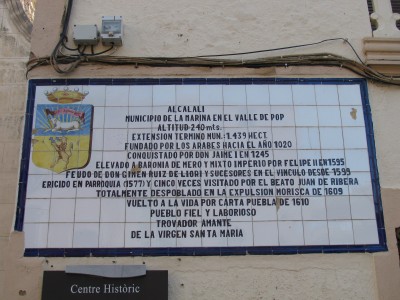 ALCALALI
MUNICIPIO DE LA MARINA EN EL VALLE DE POP
ALTITUD 240 mts.
EXTENSION TERMINO MUN.: 1.439 HECT.
FUNDADO POR LOS ARABES HACIA EL AÑO 1020
CONQUISTADO POR DON JAIME I EN 1245
ELEVADO A BARONIA DE MERO Y MIXTO IMPERIO POR FELIPE II EN 1595
FEUDO DE DON GIMEN RUIZ DE LIORI Y SUCESORES EN EL VINCULO DESDE 1599
ERIGIDO EN PARROQUIA (1577) Y CINCO VECES VISITADO POR EL BEATO JUAN DE RIBERA
TOTALMENTE DESPOBLADO EN LA EXPULSION MORISCA DE 1609
VUELTO A LA VIDA POR CARTA PUEBLA DE 1610
PUEBLO FIEL Y LABORIOSO
TROVADOR AMANTE
DE LA VIRGEN SANTA MARIA
Centre Històric